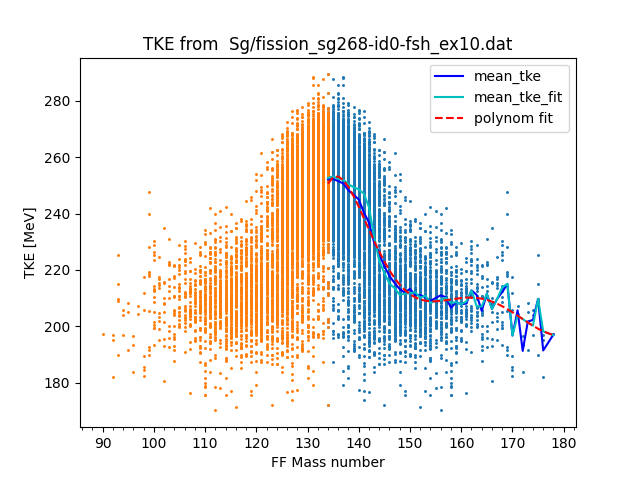 TKE from  Sg/fission_sg268-id0-fsh_ex10.dat
mean_tke
mean_tke_fit
polynom fit
TKE [MeV]
280
260
240
220
200
180
90 100 110 120 130 140 150 160 170 180
FF Mass number